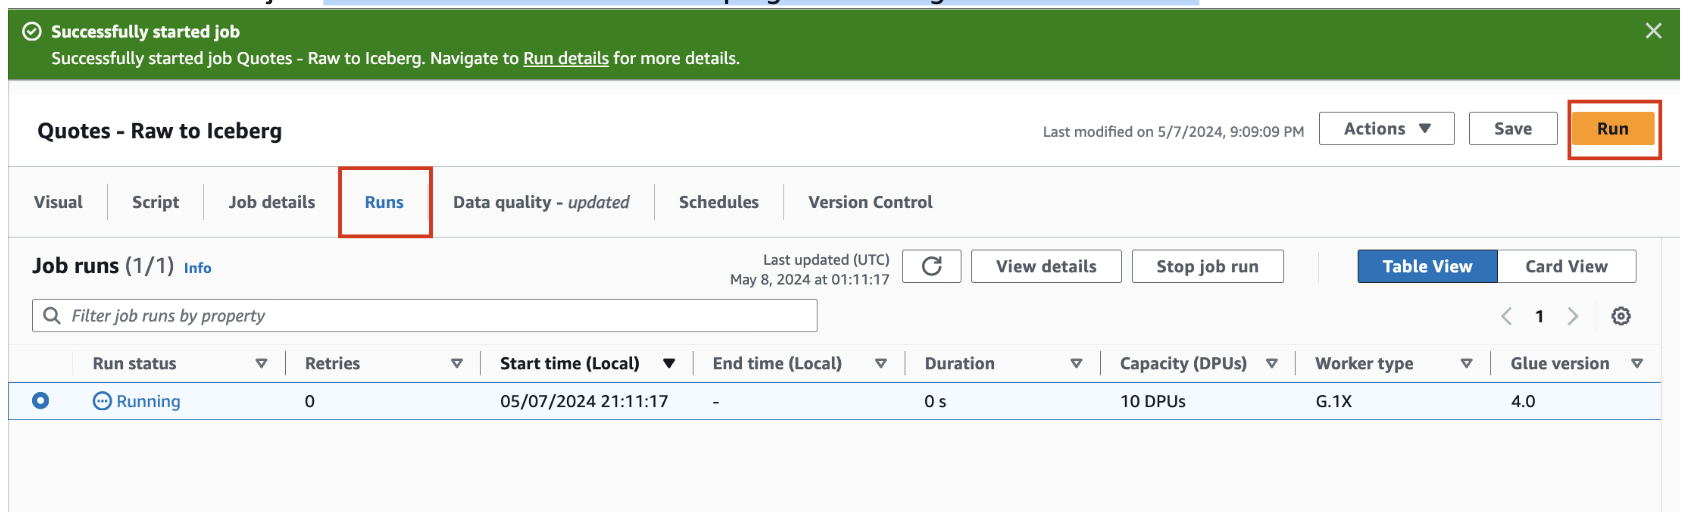 Successfully started job
Successfully started job Quotes - Raw to Iceberg. Navigate to Run details for more details.
Quotes - Raw to Iceberg
Last modified on 5/7/2024, 9:09:09 PM
Actions
Save
Run
Visual
Script
Job details
Runs
Data quality - updated
Schedules
Version Control
Job runs (1/1) Info
Last updated (UTC)
May 8, 2024 at 01:11:17
View details
Stop job run
Table View
Card View
Filter job runs by property
1
Run status
Retries
Start time (Local)
End time (Local)
Duration
Capacity (DPUs)
Worker type
Glue version
Running
0
05/07/2024 21:11:17
-
0 s
10 DPUs
G.1X
4.0